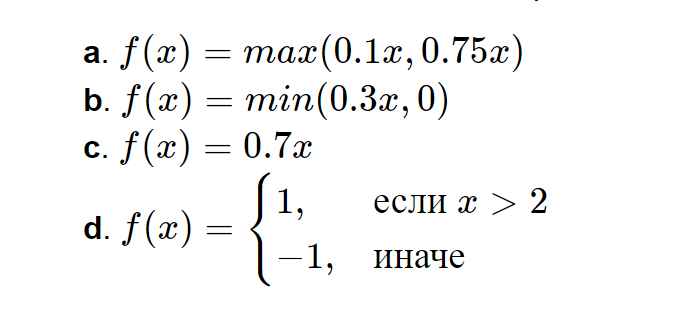 a. f(x) = max(0.1x, 0.75x)
b. f(x) = min(0.3x, 0)
c. f(x) = 0.7x
d. f(x) = { 1, если x > 2
−1, иначе